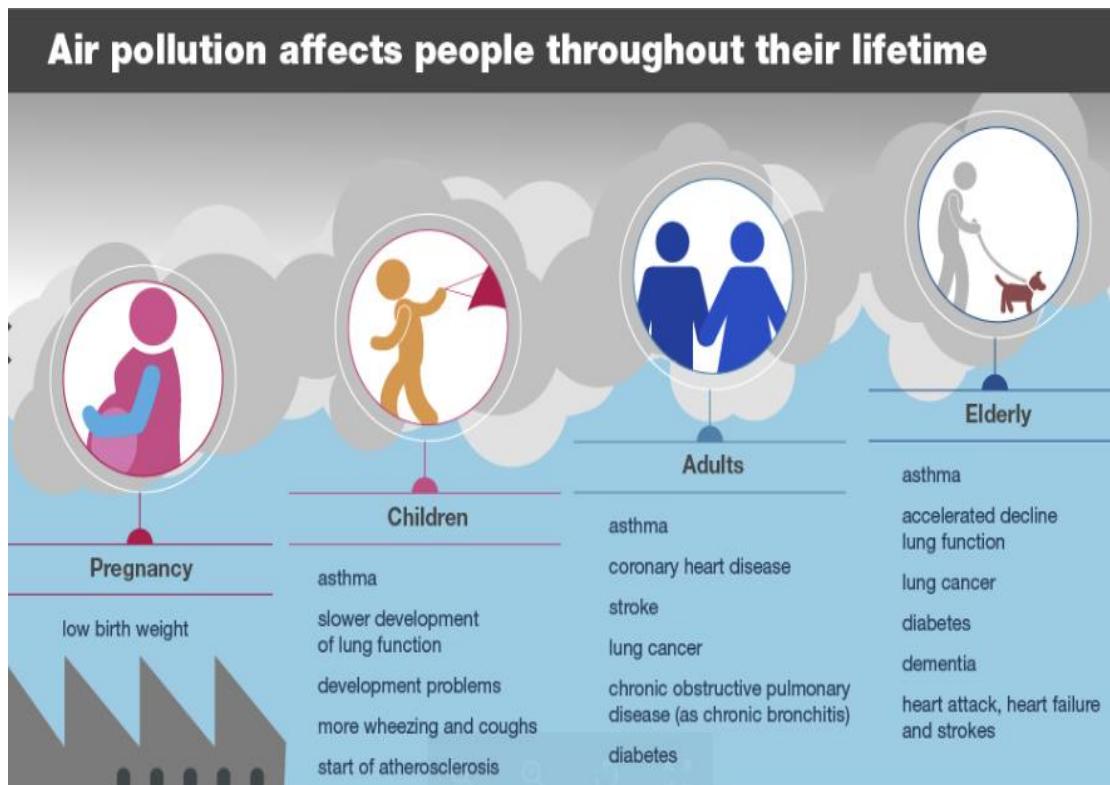 Air pollution affects people throughout their lifetime
Pregnancy
low birth weight
Children
asthma
slower development
of lung function
development problems
more wheezing and coughs
start of atherosclerosis
Adults
asthma
coronary heart disease
stroke
lung cancer
chronic obstructive pulmonary
disease (as chronic bronchitis)
diabetes
Elderly
asthma
accelerated decline
lung function
lung cancer
diabetes
dementia
heart attack, heart failure
and strokes